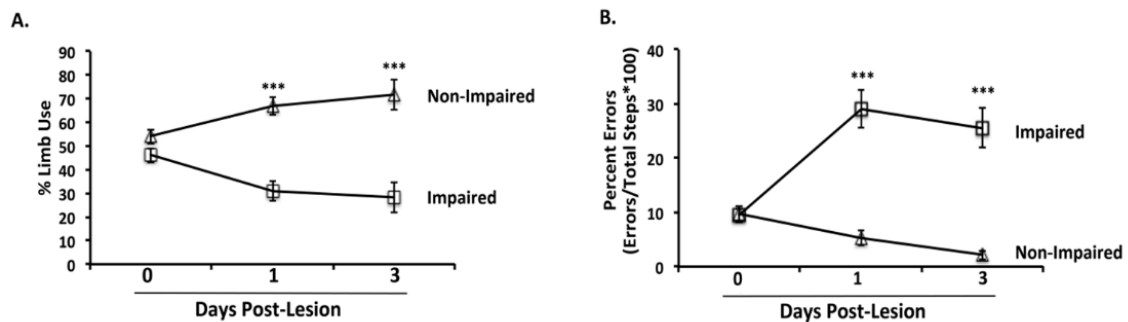 A.
90
80
70
60
50
40
30
20
10
0
% Limb Use
***
***
Non-Impaired
Impaired
0 1 3
Days Post-Lesion
B.
40
30
20
10
0
Percent Errors
(Errors/Total Steps*100)
***
***
Impaired
Non-Impaired
0 1 3
Days Post-Lesion